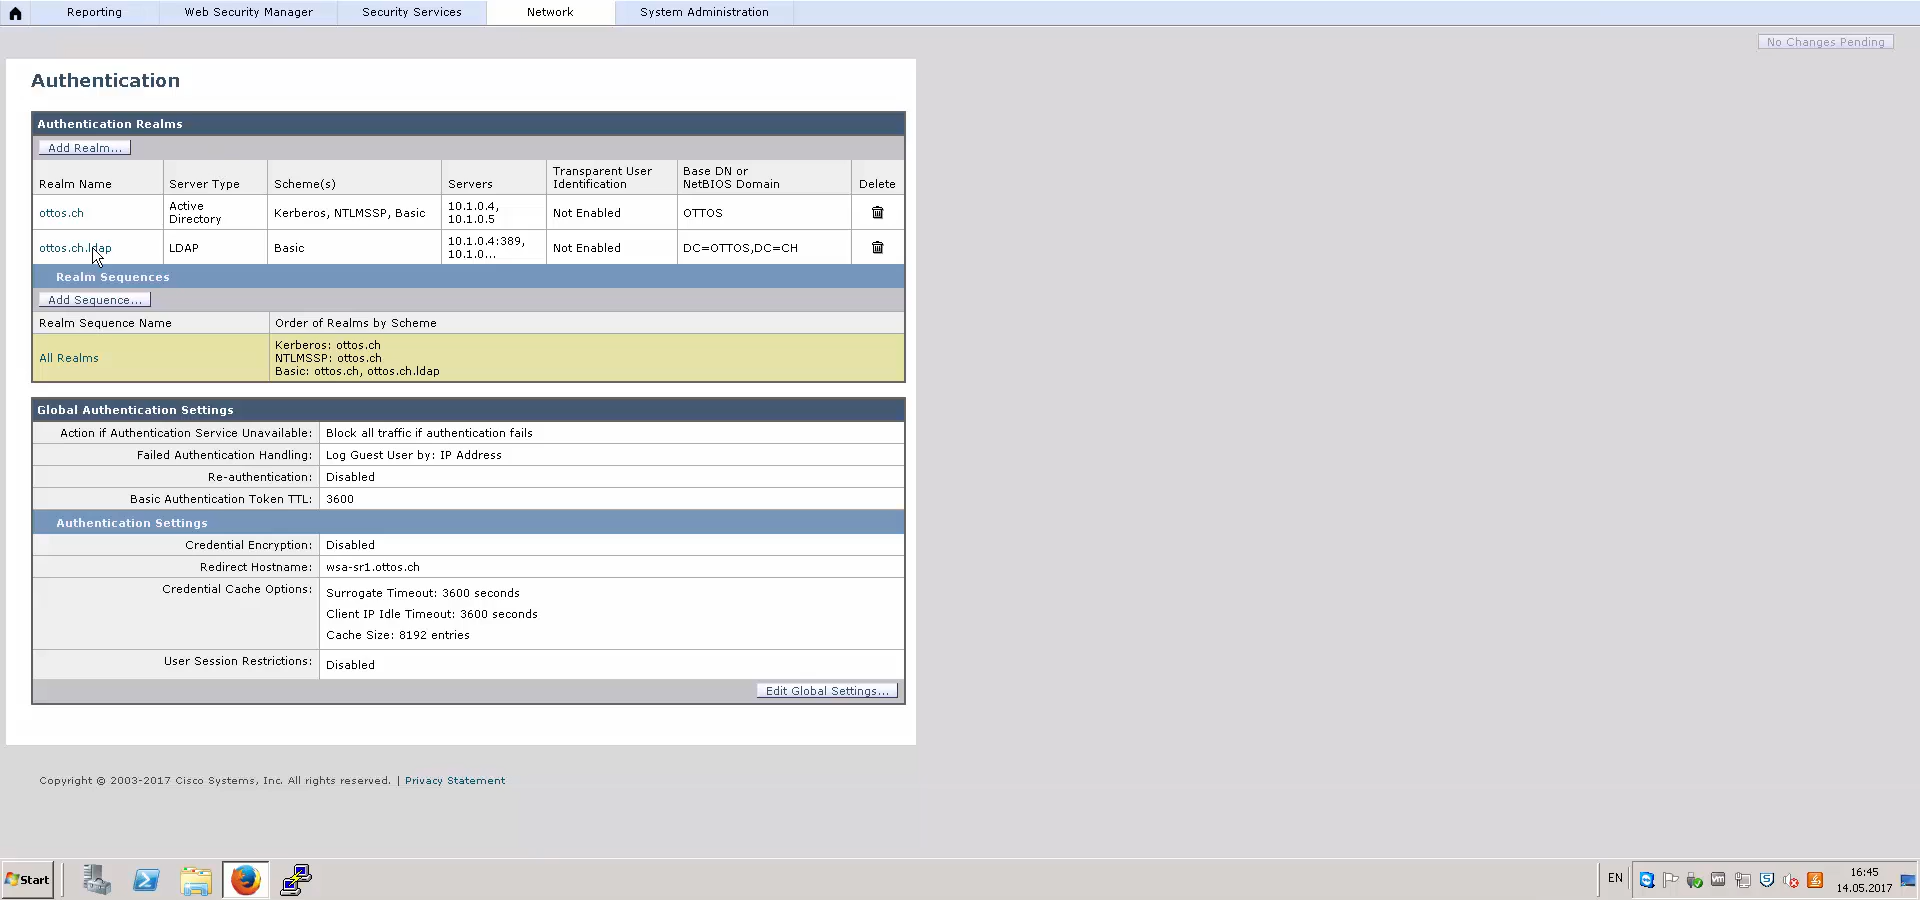 Reporting
Web Security Manager
Security Services
Network
System Administration
No Changes Pending
Authentication
Authentication Realms
Add Realm...
Realm Name
Server Type
Scheme(s)
Servers
Transparent User
Identification
Base DN or
NetBIOS Domain
Delete
ottos.ch
Active
Directory
Kerberos, NTLMSSP, Basic
10.1.0.4,
10.1.0.5
Not Enabled
OTTOS
ottos.ch.ldap
LDAP
Basic
10.1.0.4:389,
10.1.0...
Not Enabled
DC=OTTOS,DC=CH
Realm Sequences
Add Sequence...
Realm Sequence Name
Order of Realms by Scheme
All Realms
Kerberos: ottos.ch
NTLMSSP: ottos.ch
Basic: ottos.ch, ottos.ch.ldap
Global Authentication Settings
Action if Authentication Service Unavailable: Block all traffic if authentication fails
Failed Authentication Handling: Log Guest User by: IP Address
Re-authentication: Disabled
Basic Authentication Token TTL: 3600
Authentication Settings
Credential Encryption: Disabled
Redirect Hostname: wsa-sr1.ottos.ch
Credential Cache Options: Surrogate Timeout: 3600 seconds
Client IP Idle Timeout: 3600 seconds
Cache Size: 8192 entries
User Session Restrictions: Disabled
Edit Global Settings...
Copyright © 2003-2017 Cisco Systems, Inc. All rights reserved. | Privacy Statement
Start
EN
16:45
14.05.2017